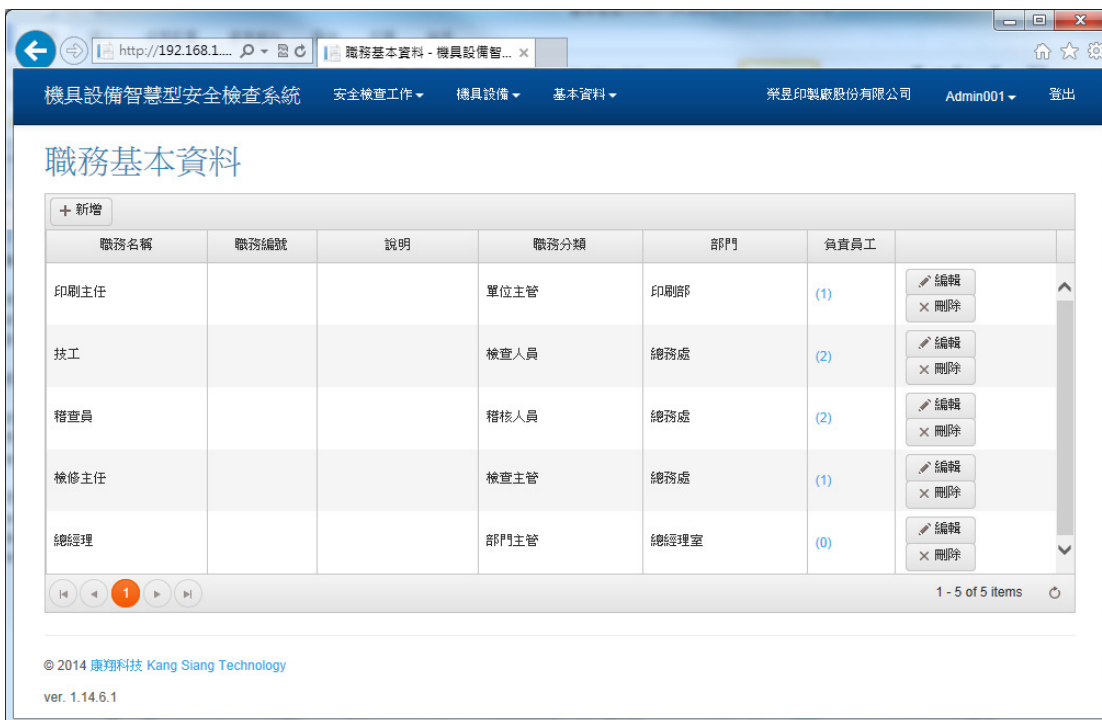 http://192.168.1.... 職務基本資料 - 機具設備智...
機具設備智慧型安全檢查系統 安全檢查工作 機具設備 基本資料 榮昱印製廠股份有限公司 Admin001 登出
職務基本資料
新增
職務名稱 職務編號 說明 職務分類 部門 負責員工
印刷主任 單位主管 印刷部 (1) 編輯
刪除
技工 檢查人員 總務處 (2) 編輯
刪除
稽查員 稽核人員 總務處 (2) 編輯
刪除
檢修主任 檢查主管 總務處 (1) 編輯
刪除
總經理 部門主管 總經理室 (0) 編輯
刪除
1 1 - 5 of 5 items
© 2014 康翔科技 Kang Siang Technology
ver. 1.14.6.1